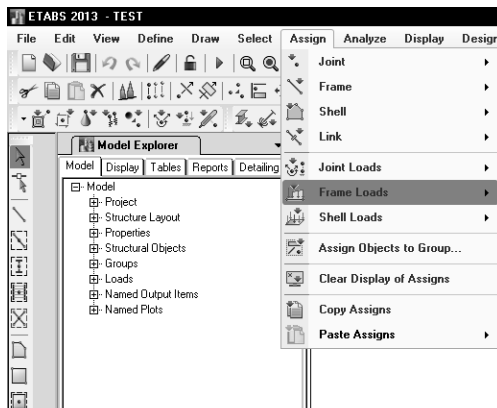 ETABS 2013 - TEST
File Edit View Define Draw Select Assign Analyze Display Design
Joint
Frame
Shell
Link
Joint Loads
Frame Loads
Shell Loads
Assign Objects to Group...
Clear Display of Assigns
Copy Assigns
Paste Assigns
Model Explorer
Model Display Tables Reports Detailing
Model
Project
Structure Layout
Properties
Structural Objects
Groups
Loads
Named Output Items
Named Plots